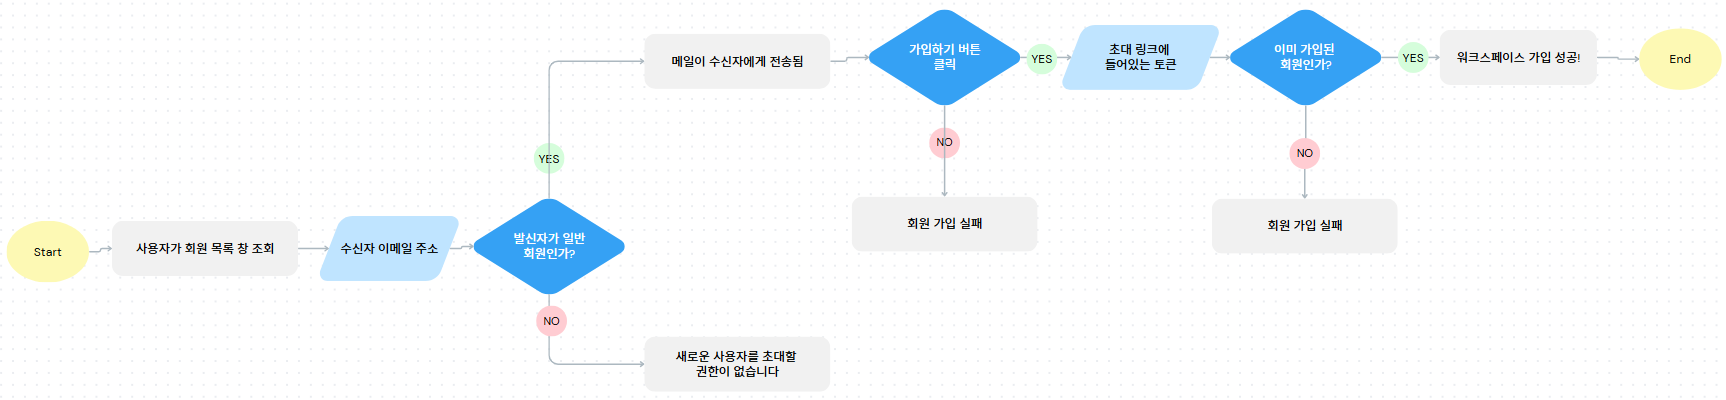 Start
사용자가 회원 목록 창 조회
수신자 이메일 주소
발신자가 일반
회원인가?
YES
메일이 수신자에게 전송됨
NO
새로운 사용자를 초대할
권한이 없습니다
가입하기 버튼
클릭
YES
초대 링크에
들어있는 토큰
NO
회원 가입 실패
이미 가입된
회원인가?
YES
워크스페이스 가입 성공!
End
NO
회원 가입 실패